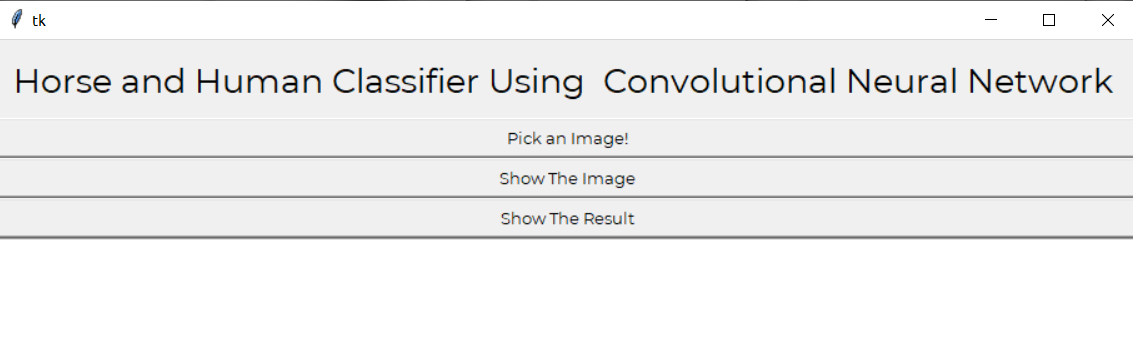 tk
Horse and Human Classifier Using  Convolutional Neural Network
Pick an Image!
Show The Image
Show The Result